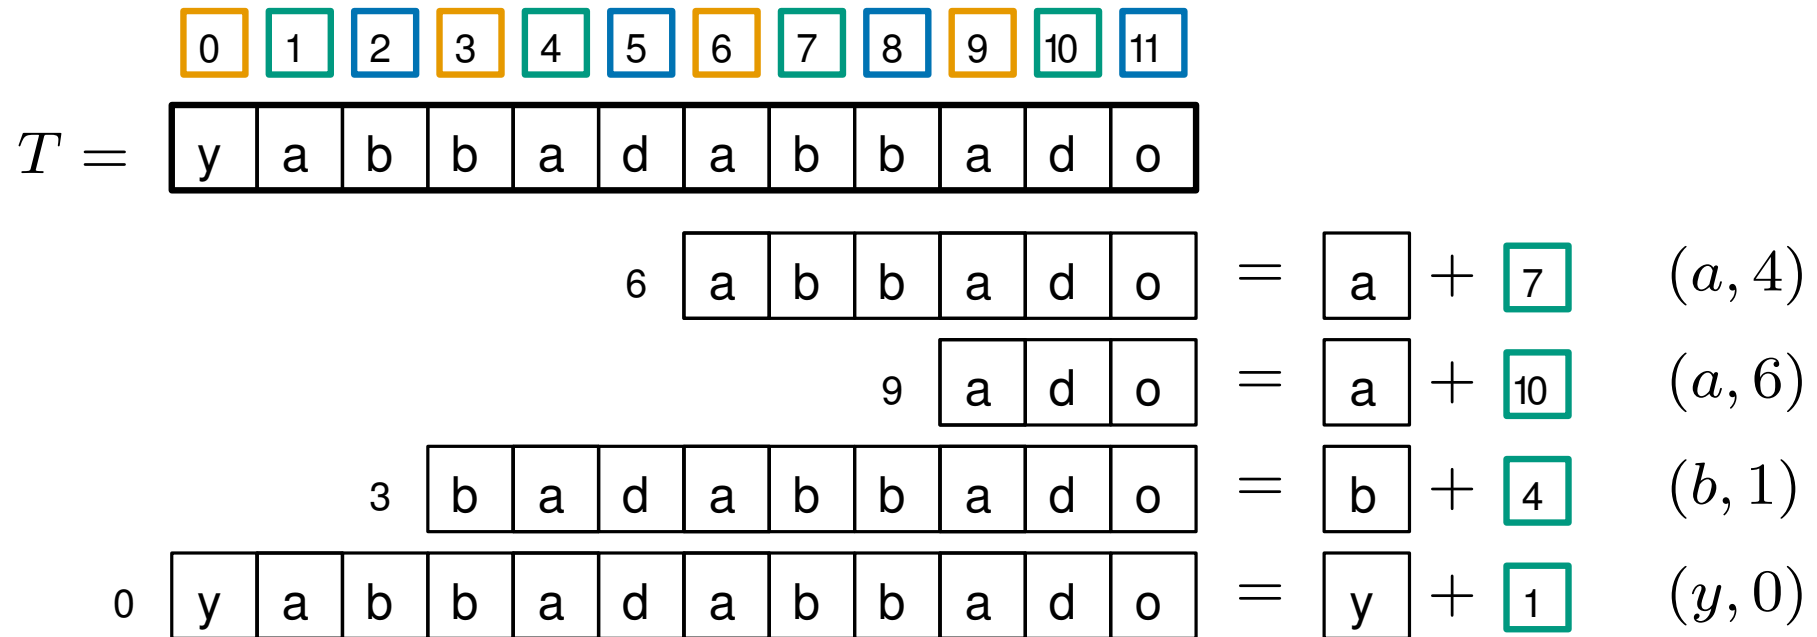 0 1 2 3 4 5 6 7 8 9 10 11
T = y a b b a d a b b a d o
6 a b b a d o = a + 7 (a, 4)
9 a d o = a + 10 (a, 6)
3 b a d a b b a d o = b + 4 (b, 1)
0 y a b b a d a b b a d o = y + 1 (y, 0)